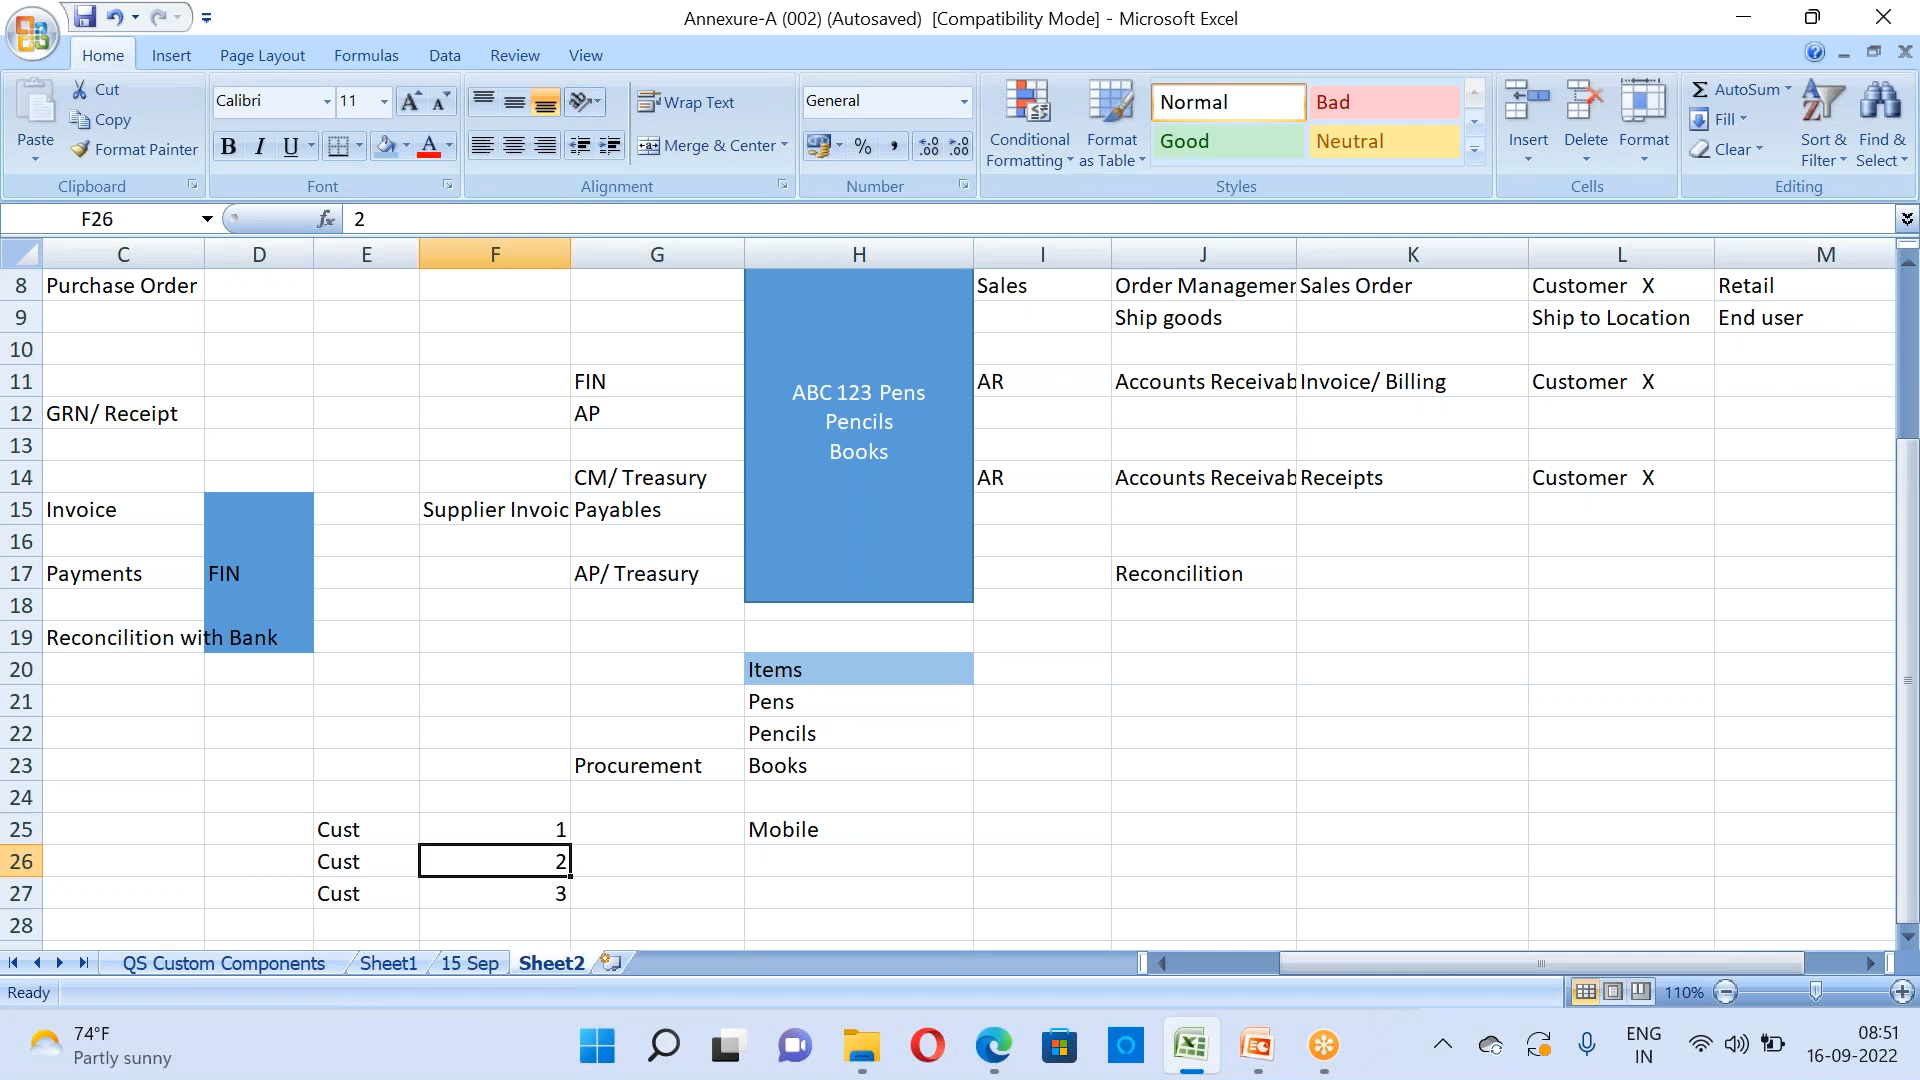 Annexure-A (002) (Autosaved)  [Compatibility Mode] - Microsoft Excel
Home Insert Page Layout Formulas Data Review View
Paste Cut Copy Format Painter Clipboard
Calibri 11 B I U A Font
Wrap Text Merge & Center Alignment
General % , Number
Conditional Formatting Format as Table Normal Bad Good Neutral Styles
Insert Delete Format Cells
Σ AutoSum Fill Clear Sort & Filter Find & Select Editing
F26 fx 2
C D E F G H I J K L M
8 Purchase Order Sales Order Managemer Sales Order Customer X Retail
9 Ship goods Ship to Location End user
10
11 FIN AR Accounts Receivab Invoice/ Billing Customer X
ABC 123 Pens
12 GRN/ Receipt AP
Pencils
13
Books
14 CM/ Treasury AR Accounts Receivab Receipts Customer X
15 Invoice Supplier Invoic Payables
16
17 Payments FIN AP/ Treasury Reconcilition
18
19 Reconcilition with Bank
20 Items
21 Pens
22 Pencils
23 Procurement Books
24
25 Cust 1 Mobile
26 Cust 2
27 Cust 3
28
QS Custom Components Sheet1 15 Sep Sheet2
Ready 110%
74°F
Partly sunny
ENG
IN
08:51
16-09-2022